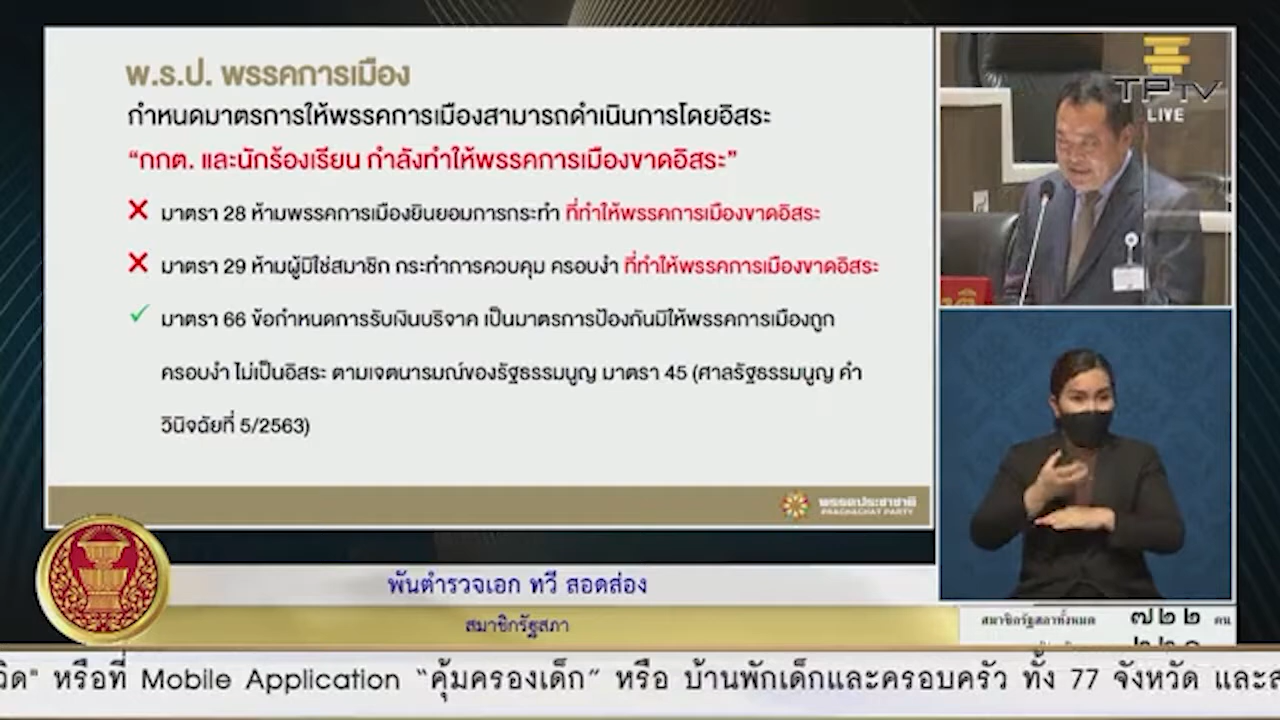 พ.ร.ป. พรรคการเมือง
กำหนดมาตรการให้พรรคการเมืองสามารถดำเนินการโดยอิสระ
“กกต. และนักร้องเรียน กำลังทำให้พรรคการเมืองขาดอิสระ”
มาตรา 28 ห้ามพรรคการเมืองยินยอมการกระทำ ที่ทำให้พรรคการเมืองขาดอิสระ
มาตรา 29 ห้ามผู้มิใช่สมาชิก กระทำการควบคุม ครอบงำ ที่ทำให้พรรคการเมืองขาดอิสระ
มาตรา 66 ข้อกำหนดการรับเงินบริจาค เป็นมาตรการป้องกันมิให้พรรคการเมืองถูก
ครอบงำ ไม่เป็นอิสระ ตามเจตนารมณ์ของรัฐธรรมนูญ มาตรา 45 (ศาลรัฐธรรมนูญ คำ
วินิจฉัยที่ 5/2563)
พรรคประชาชาติ
PRACHACHAT PARTY
TPTV
LIVE
พันตำรวจเอก ทวี สอดส่อง
สมาชิกรัฐสภา
สมาชิกรัฐสภาทั้งหมด ๗๒๒ คน
หรือที่ Mobile Application “คุ้มครองเด็ก” หรือ บ้านพักเด็กและครอบครัว ทั้ง 77 จังหวัด และ